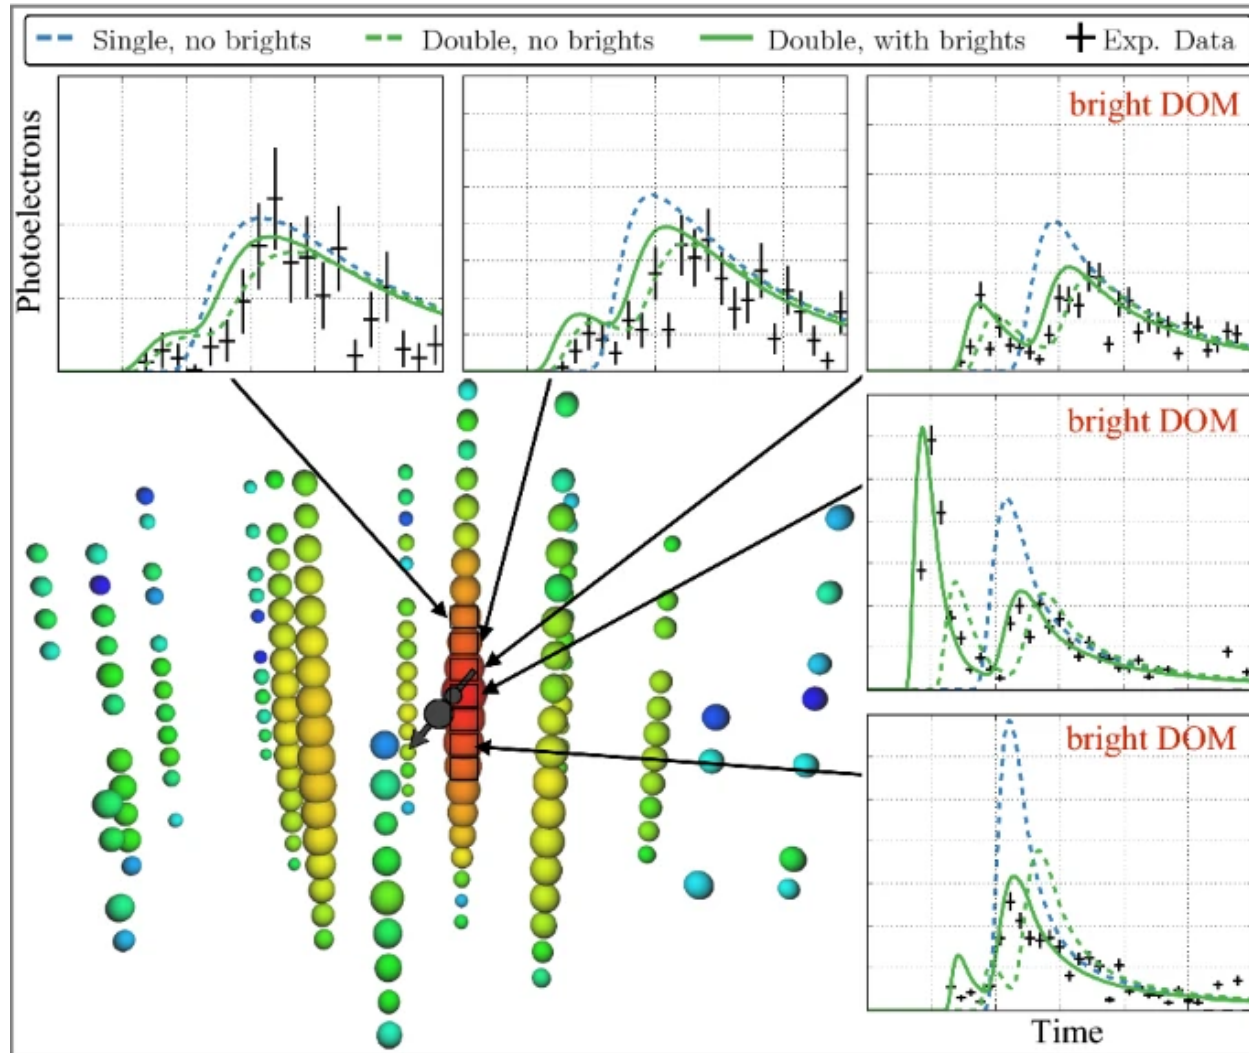 Single, no brights Double, no brights Double, with brights Exp. Data
Photoelectrons
bright DOM
bright DOM
bright DOM
Time